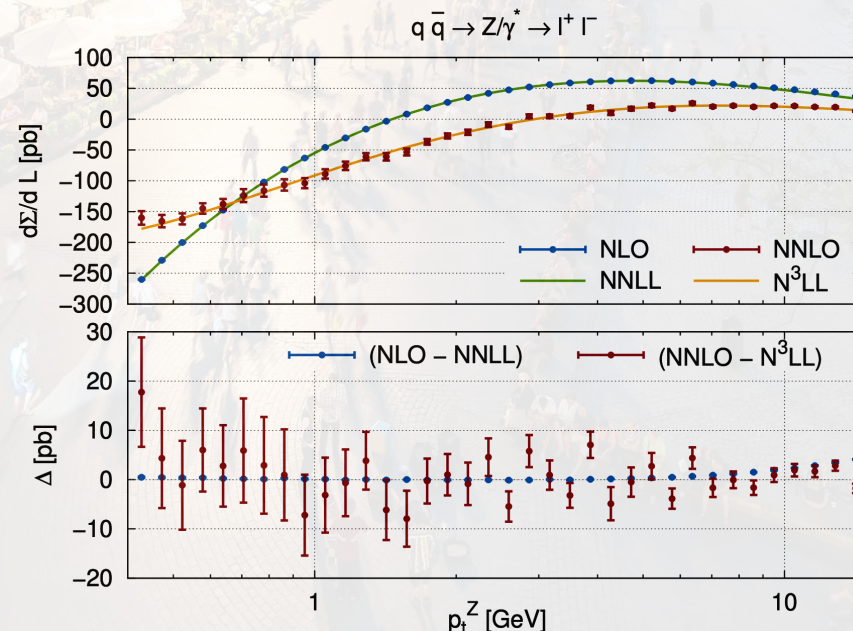 q q̅ → Z/γ* → l⁺ l⁻
dΣ/d L [pb]
100
50
0
−50
−100
−150
−200
−250
−300
NLO
NNLO
NNLL
N³LL
Δ [pb]
30
20
10
0
−10
−20
(NLO − NNLL)
(NNLO − N³LL)
1
10
pₜᶻ [GeV]